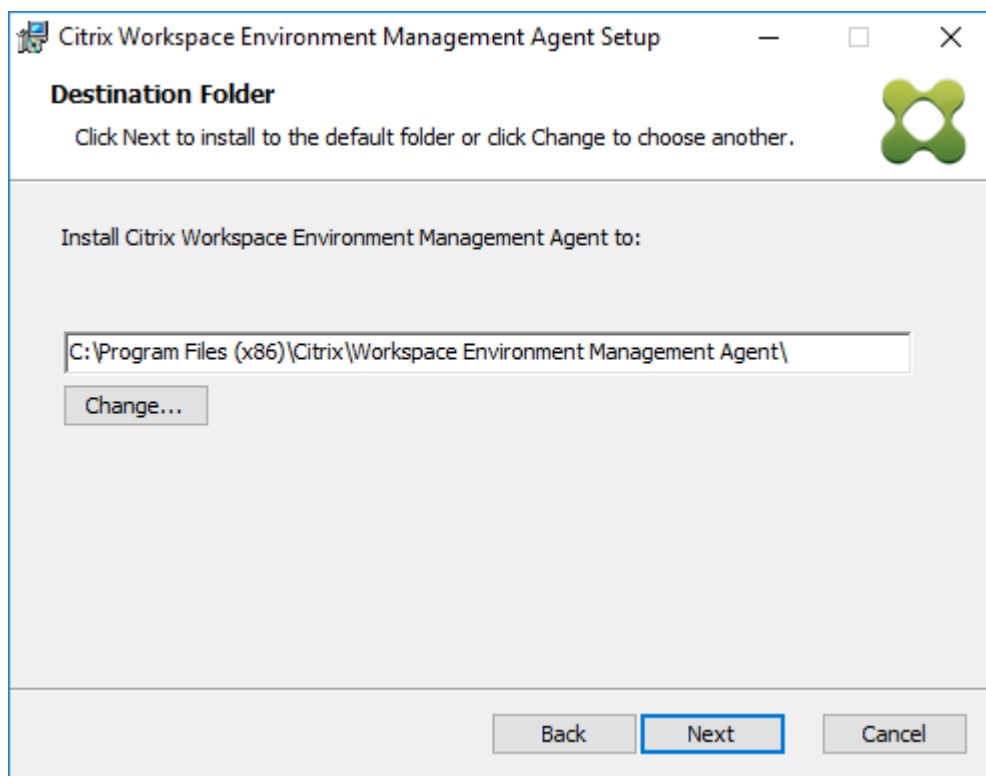 Citrix Workspace Environment Management Agent Setup
Destination Folder
Click Next to install to the default folder or click Change to choose another.
Install Citrix Workspace Environment Management Agent to:
C:\Program Files (x86)\Citrix\Workspace Environment Management Agent\
Change...
Back Next Cancel